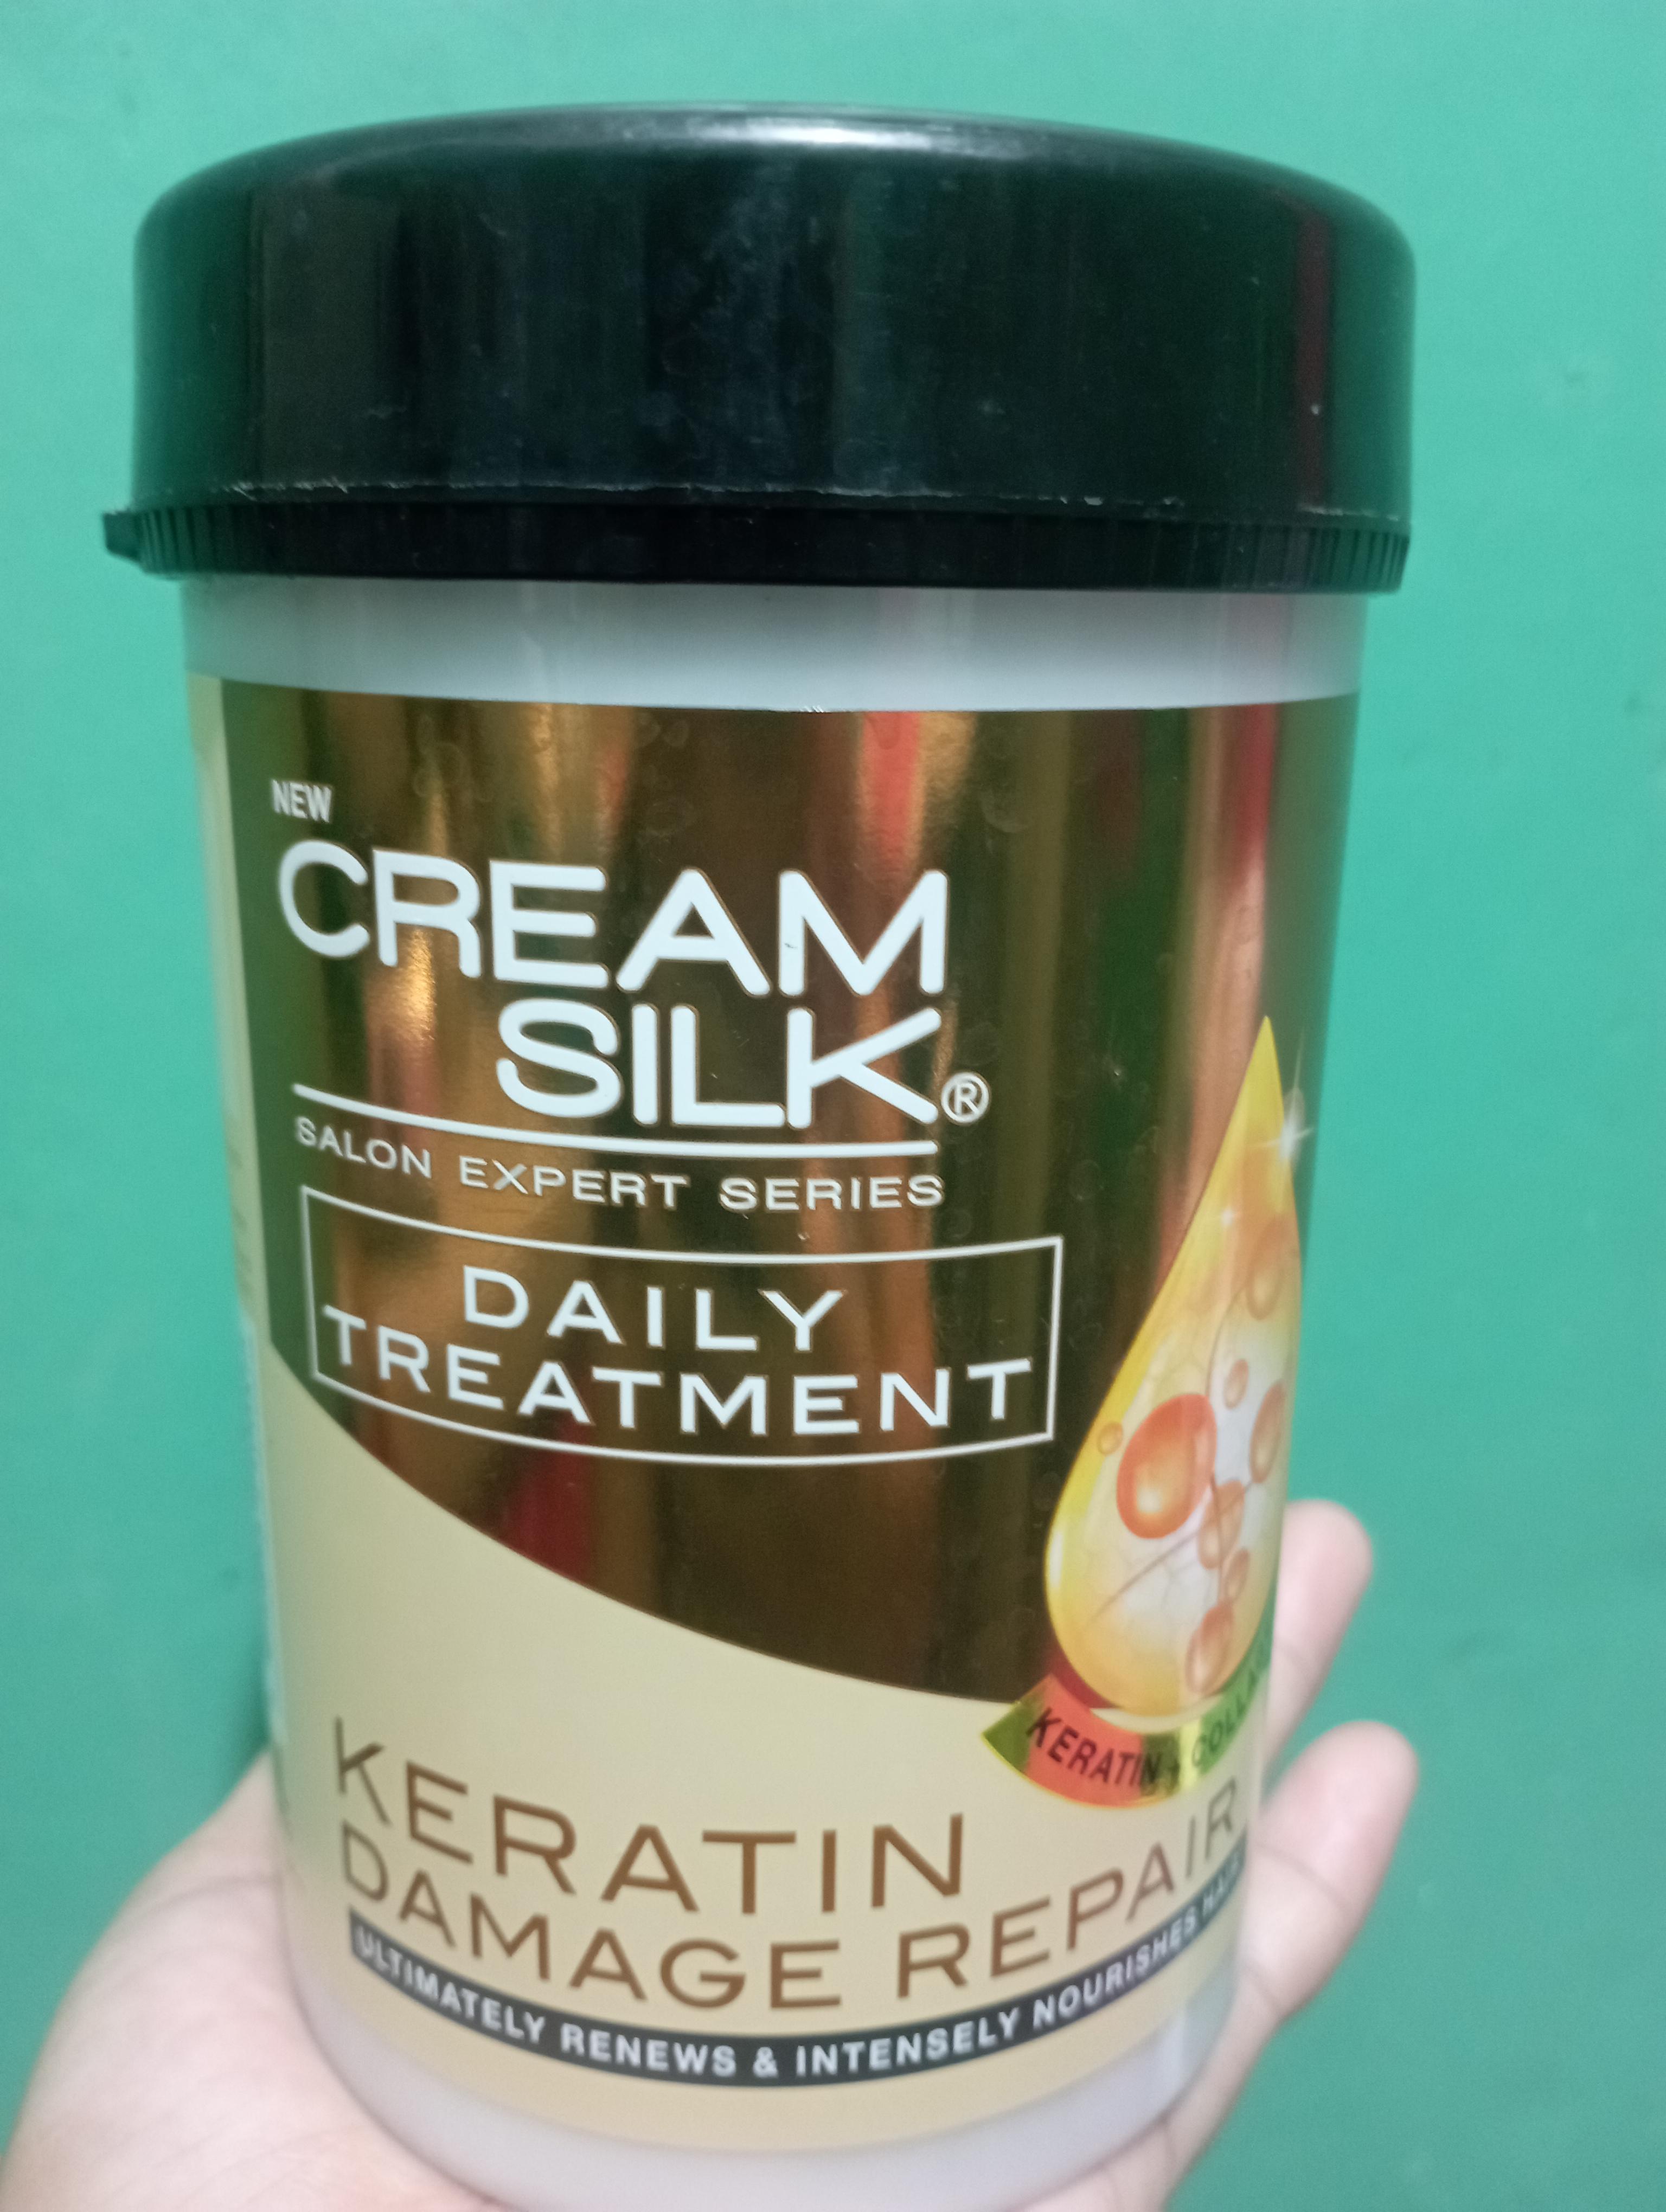 NEW
CREAM
SILK®
SALON EXPERT SERIES
DAILY
TREATMENT
KERATIN +
KERATIN
DAMAGE REPAIR
ULTIMATELY RENEWS & INTENSELY NOURISHES